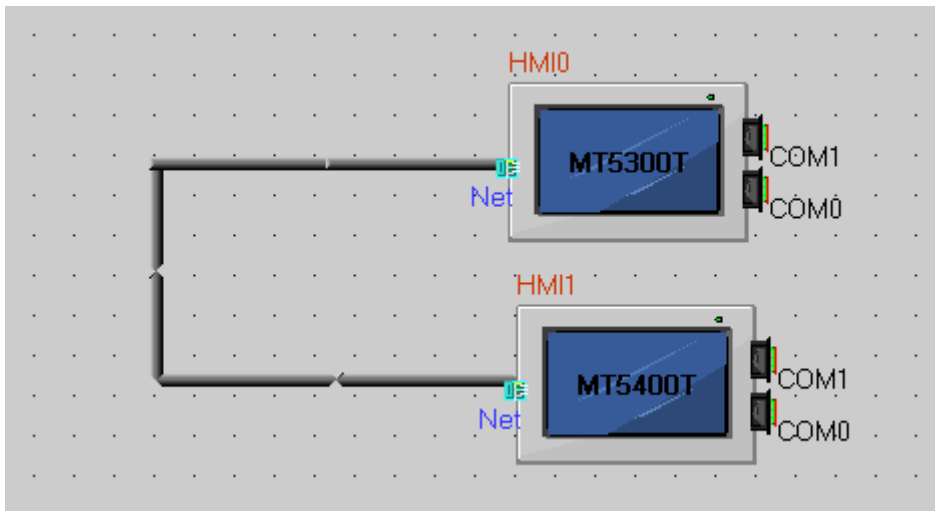 HMI0
MT5300T
COM1
COM0
Net
HMI1
MT5400T
COM1
COM0
Net